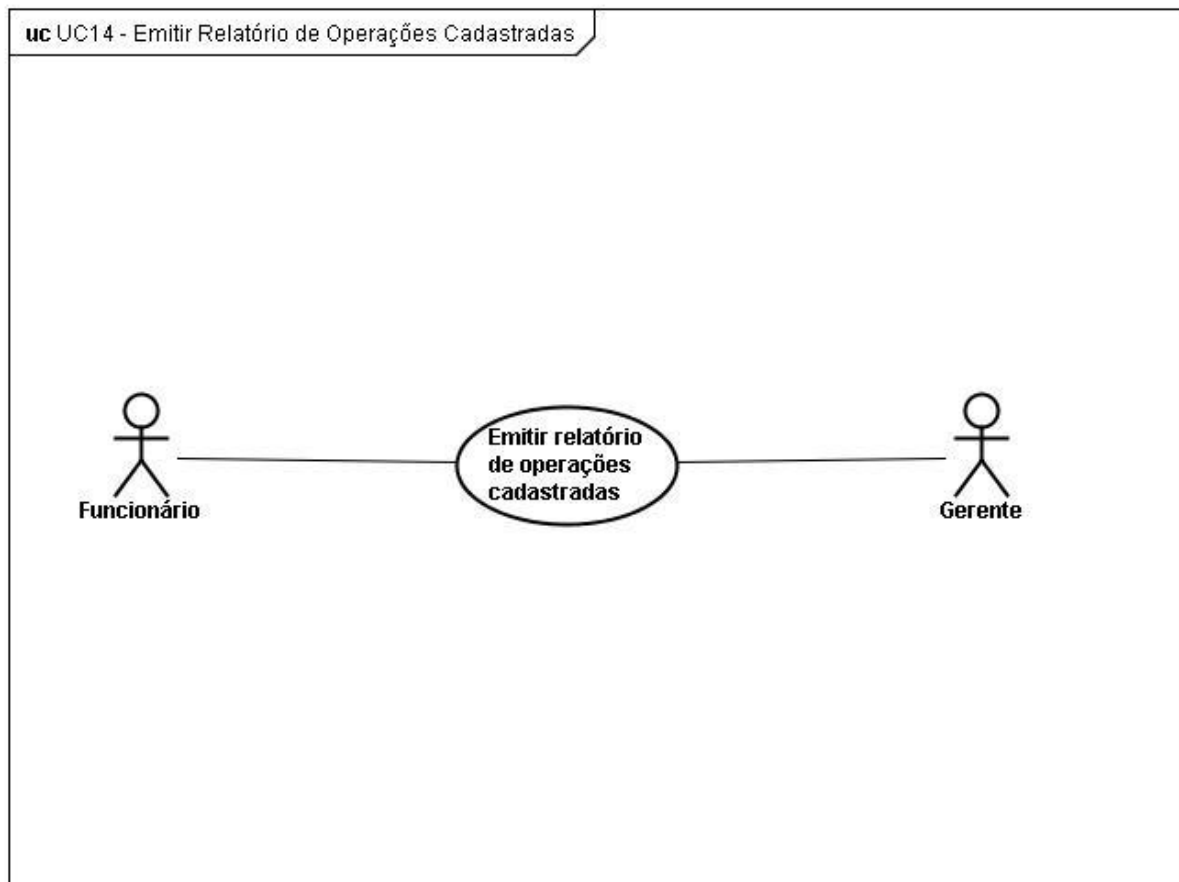 uc UC14 - Emitir Relatório de Operações Cadastradas
Emitir relatório
de operações
cadastradas
Funcionário
Gerente